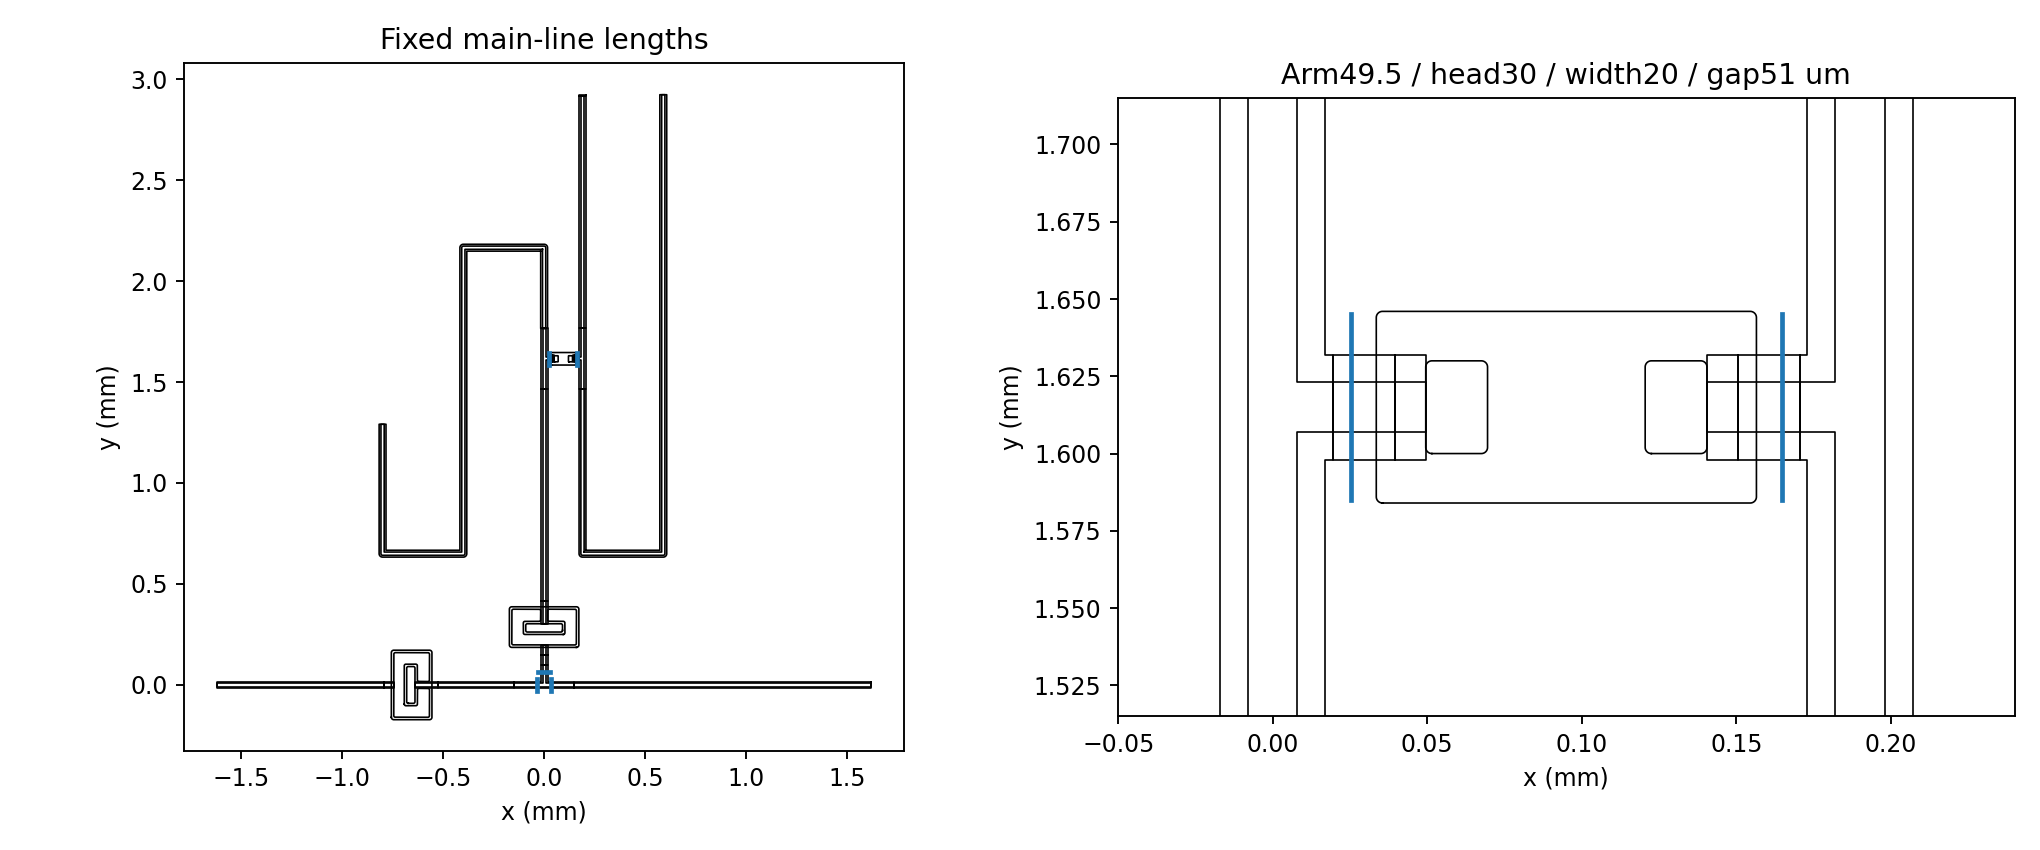 Fixed main-line lengths
3.0
2.5
2.0
1.5
1.0
0.5
0.0
y (mm)
−1.5 −1.0 −0.5 0.0 0.5 1.0 1.5
x (mm)
Arm49.5 / head30 / width20 / gap51 um
1.700
1.675
1.650
1.625
1.600
1.575
1.550
1.525
y (mm)
−0.05 0.00 0.05 0.10 0.15 0.20
x (mm)